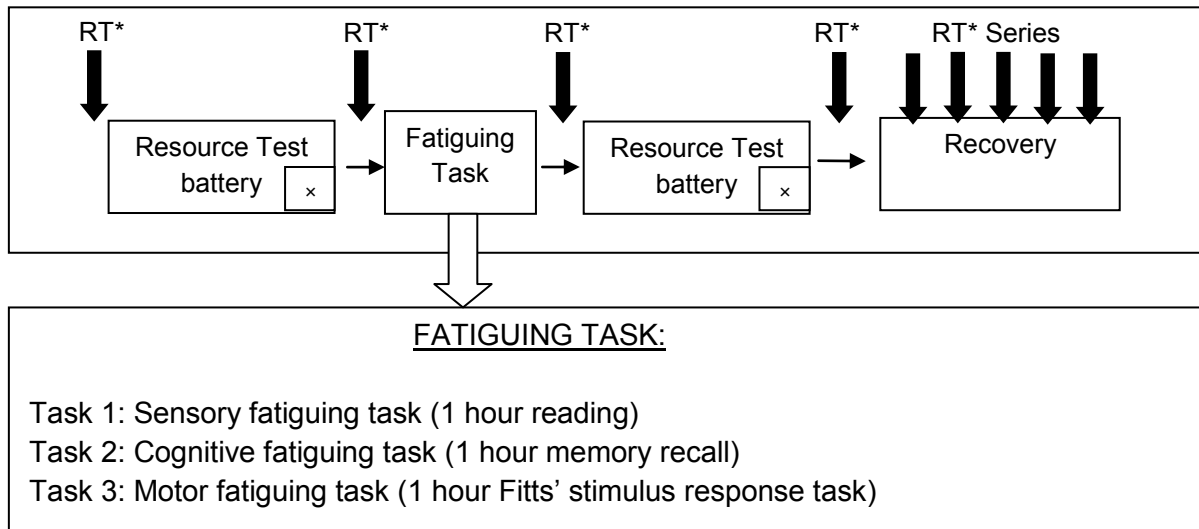 RT* RT* RT* RT* RT* Series
Resource Test
battery
×
Fatiguing
Task
Resource Test
battery
×
Recovery
FATIGUING TASK:
Task 1: Sensory fatiguing task (1 hour reading)
Task 2: Cognitive fatiguing task (1 hour memory recall)
Task 3: Motor fatiguing task (1 hour Fitts’ stimulus response task)